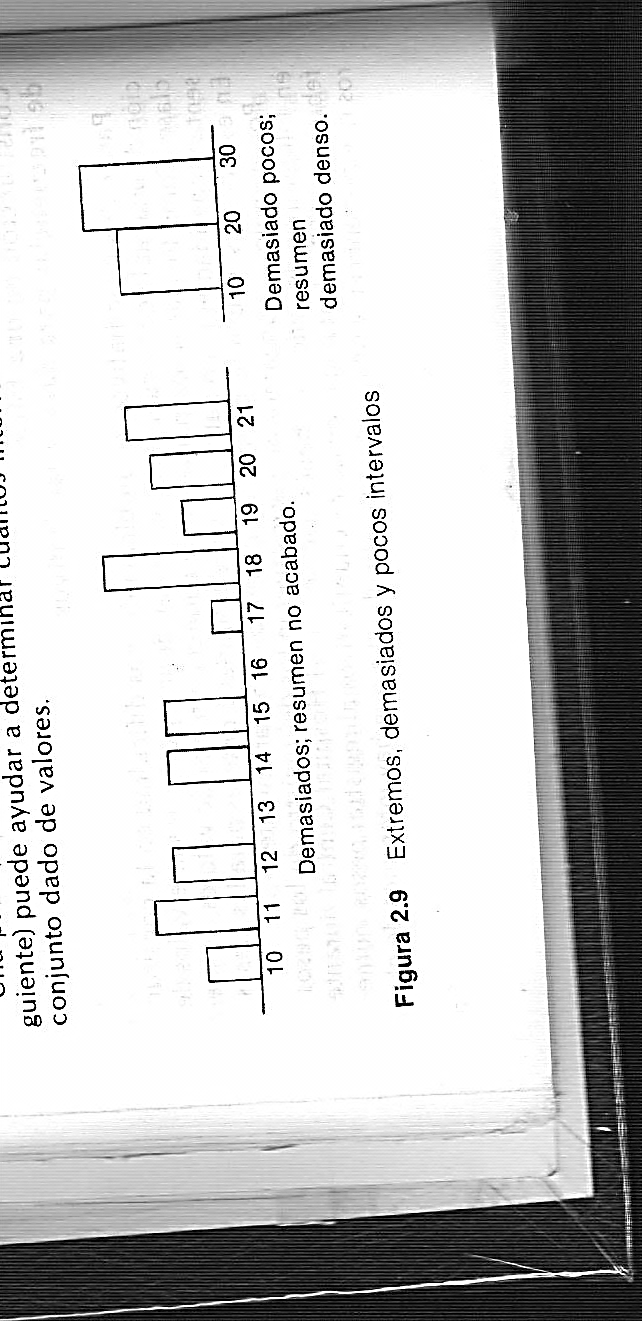 guiente) puede ayudar a determinar cuántos
conjunto dado de valores.
10 11 12 13 14 15 16 17 18 19 20 21
Demasiados; resumen no acabado.
10 20 30
Demasiado pocos;
resumen
demasiado denso.
Figura 2.9 Extremos, demasiados y pocos intervalos